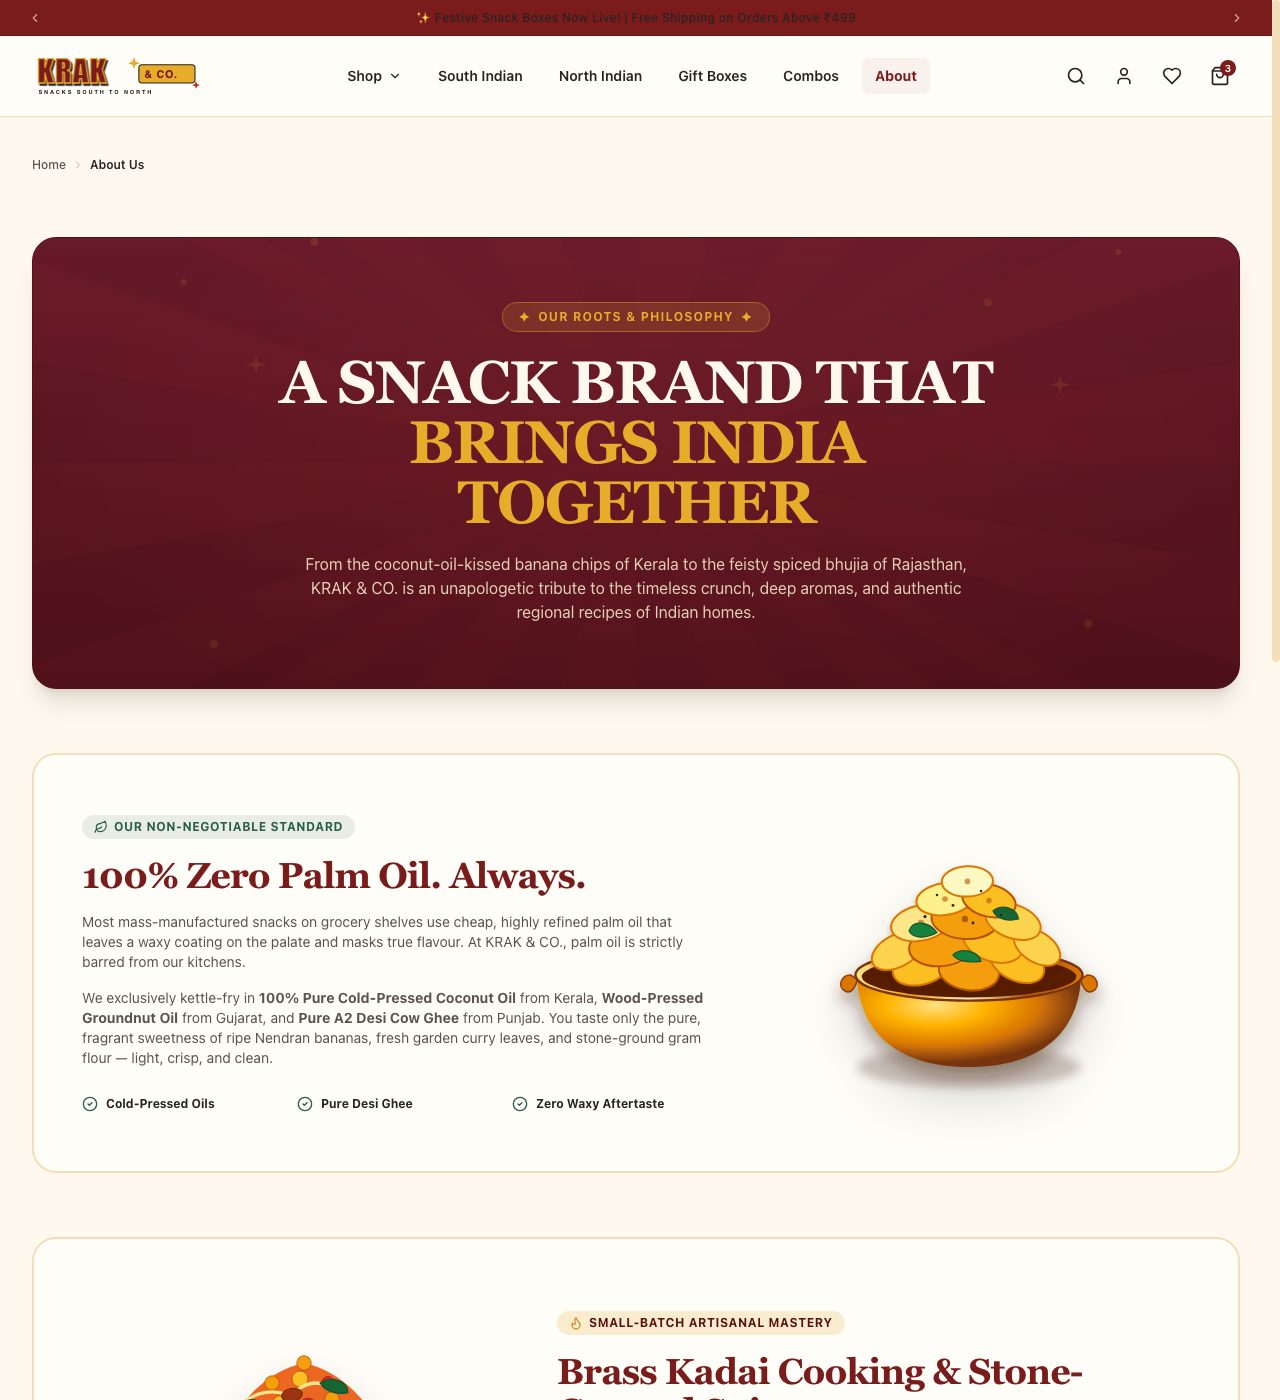 ✨ Festive Snack Boxes Now Live! | Free Shipping on Orders Above ₹499
KRAK & CO.
SNACKS SOUTH TO NORTH
Shop South Indian North Indian Gift Boxes Combos About
3
Home > About Us
✦ OUR ROOTS & PHILOSOPHY ✦
A SNACK BRAND THAT
BRINGS INDIA
TOGETHER
From the coconut-oil-kissed banana chips of Kerala to the feisty spiced bhujia of Rajasthan,
KRAK & CO. is an unapologetic tribute to the timeless crunch, deep aromas, and authentic
regional recipes of Indian homes.
OUR NON-NEGOTIABLE STANDARD
100% Zero Palm Oil. Always.
Most mass-manufactured snacks on grocery shelves use cheap, highly refined palm oil that
leaves a waxy coating on the palate and masks true flavour. At KRAK & CO., palm oil is strictly
barred from our kitchens.
We exclusively kettle-fry in 100% Pure Cold-Pressed Coconut Oil from Kerala, Wood-Pressed
Groundnut Oil from Gujarat, and Pure A2 Desi Cow Ghee from Punjab. You taste only the pure,
fragrant sweetness of ripe Nendran bananas, fresh garden curry leaves, and stone-ground gram
flour — light, crisp, and clean.
Cold-Pressed Oils Pure Desi Ghee Zero Waxy Aftertaste
SMALL-BATCH ARTISANAL MASTERY
Brass Kadai Cooking & Stone-